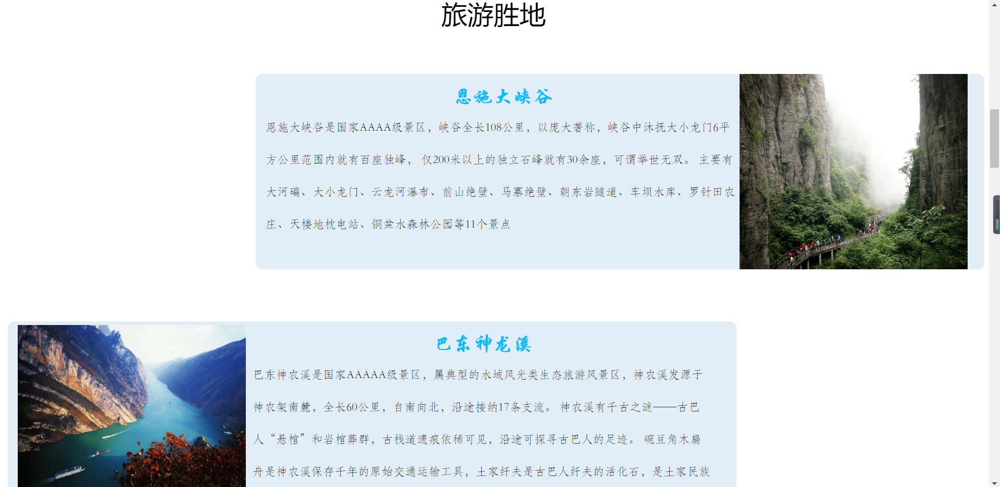 旅游胜地
恩施大峡谷
恩施大峡谷是国家AAAA级景区，峡谷全长108公里，以庞大著称，峡谷中沐抚大小龙门6平
方公里范围内就有百座独峰， 仅200米以上的独立石峰就有30余座，可谓举世无双。 主要有
大河碥、大小龙门、云龙河瀑布、前山绝壁、马寨绝壁、朝东岩隧道、车坝水库、罗针田农
庄、天楼地枕电站、铜盆水森林公园等11个景点
巴东神龙溪
巴东神农溪是国家AAAAA级景区，属典型的水域风光类生态旅游风景区，神农溪发源于
神农架南麓，全长60公里，自南向北，沿途接纳17条支流。 神农溪有千古之谜——古巴
人“悬棺”和岩棺葬群，古栈道遗痕依稀可见，沿途可探寻古巴人的足迹。 碗豆角木扁
舟是神农溪保存千年的原始交通运输工具，土家纤夫是古巴人纤夫的活化石，是土家民族